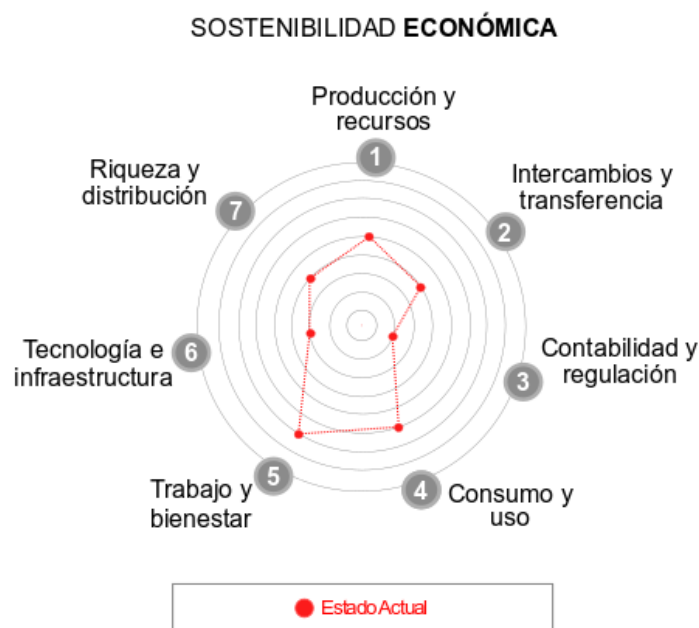 SOSTENIBILIDAD ECONÓMICA
Producción y
recursos
1
Intercambios y
transferencia
2
Contabilidad y
regulación
3
Consumo y
uso
4
Trabajo y
bienestar
5
Tecnología e
infraestructura
6
Riqueza y
distribución
7
Estado Actual